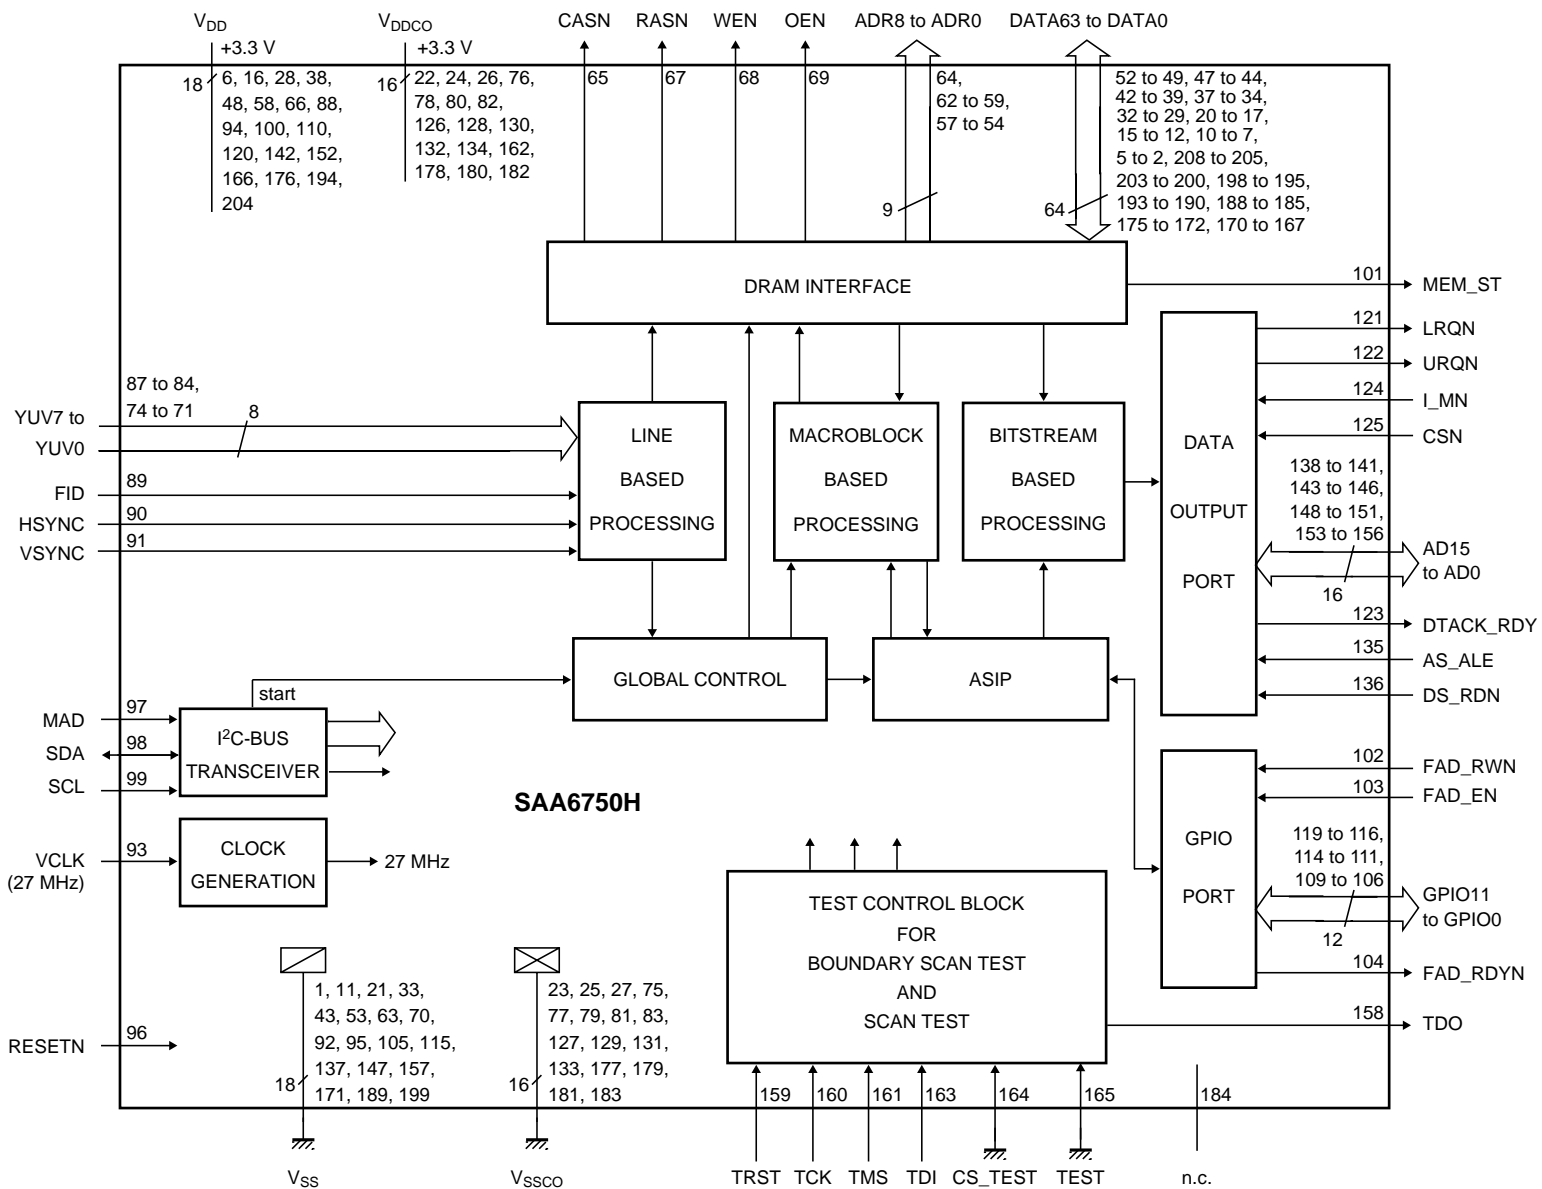 VDD
VDDCO
CASN
RASN
WEN
OEN
ADR8 to ADR0
DATA63 to DATA0
+3.3 V
+3.3 V
18
6, 16, 28, 38,
48, 58, 66, 88,
94, 100, 110,
120, 142, 152,
166, 176, 194,
204
16
22, 24, 26, 76,
78, 80, 82,
126, 128, 130,
132, 134, 162,
178, 180, 182
65
67
68
69
64,
62 to 59,
57 to 54
9
52 to 49, 47 to 44,
42 to 39, 37 to 34,
32 to 29, 20 to 17,
15 to 12, 10 to 7,
5 to 2, 208 to 205,
203 to 200, 198 to 195,
193 to 190, 188 to 185,
175 to 172, 170 to 167
64
DRAM INTERFACE
101
MEM_ST
121
LRQN
122
URQN
124
I_MN
125
CSN
87 to 84,
74 to 71
8
YUV7 to
YUV0
FID
89
HSYNC
90
VSYNC
91
LINE
BASED
PROCESSING
MACROBLOCK
BASED
PROCESSING
BITSTREAM
BASED
PROCESSING
DATA
OUTPUT
PORT
138 to 141,
143 to 146,
148 to 151,
153 to 156
16
AD15
to AD0
123
DTACK_RDY
135
AS_ALE
136
DS_RDN
GLOBAL CONTROL
ASIP
start
MAD
97
SDA
98
SCL
99
I2C-BUS
TRANSCEIVER
SAA6750H
VCLK
(27 MHz)
93
CLOCK
GENERATION
27 MHz
102
FAD_RWN
103
FAD_EN
GPIO
PORT
119 to 116,
114 to 111,
109 to 106
12
GPIO11
to GPIO0
104
FAD_RDYN
TEST CONTROL BLOCK
FOR
BOUNDARY SCAN TEST
AND
SCAN TEST
158
TDO
RESETN
96
1, 11, 21, 33,
43, 53, 63, 70,
92, 95, 105, 115,
137, 147, 157,
171, 189, 199
18
23, 25, 27, 75,
77, 79, 81, 83,
127, 129, 131,
133, 177, 179,
181, 183
16
159
160
161
163
164
165
184
VSS
VSSCO
TRST
TCK
TMS
TDI
CS_TEST
TEST
n.c.